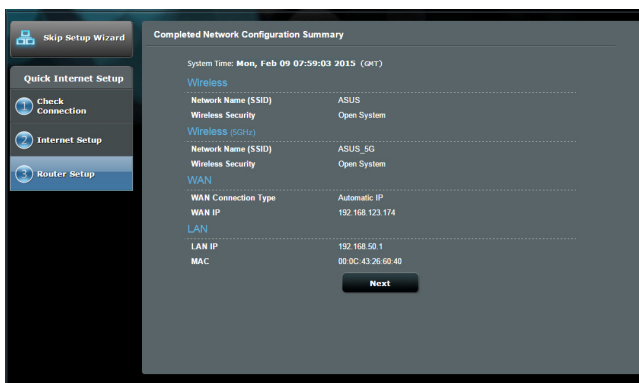 Skip Setup Wizard
Quick Internet Setup
1 Check Connection
2 Internet Setup
3 Router Setup
Completed Network Configuration Summary
System Time: Mon, Feb 09 07:59:03 2015 (GMT)
Wireless
Network Name (SSID) ASUS
Wireless Security Open System
Wireless (5GHz)
Network Name (SSID) ASUS_5G
Wireless Security Open System
WAN
WAN Connection Type Automatic IP
WAN IP 192.168.123.174
LAN
LAN IP 192.168.50.1
MAC 00:0C:43:26:60:40
Next